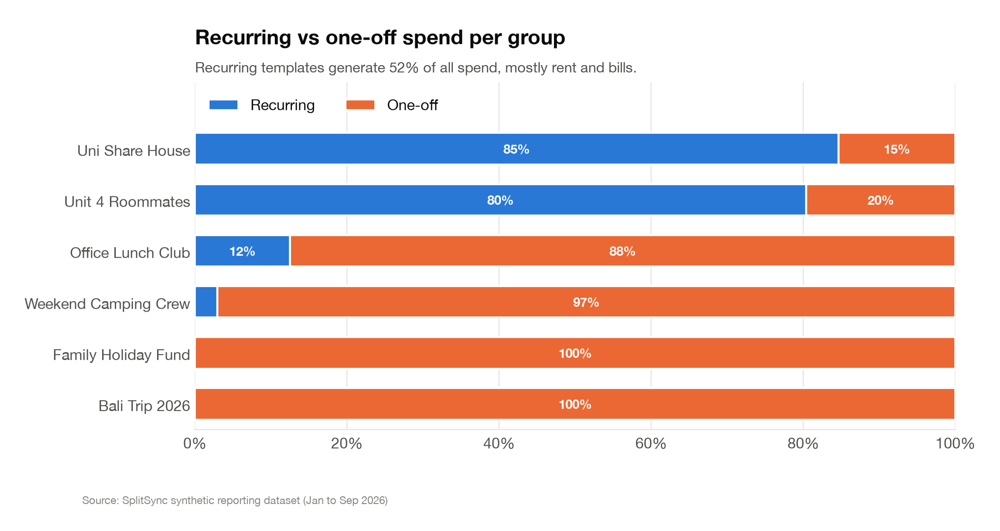 Recurring vs one-off spend per group
Recurring templates generate 52% of all spend, mostly rent and bills.
Recurring One-off
Uni Share House 85% 15%
Unit 4 Roommates 80% 20%
Office Lunch Club 12% 88%
Weekend Camping Crew 97%
Family Holiday Fund 100%
Bali Trip 2026 100%
0% 20% 40% 60% 80% 100%
Source: SplitSync synthetic reporting dataset (Jan to Sep 2026)